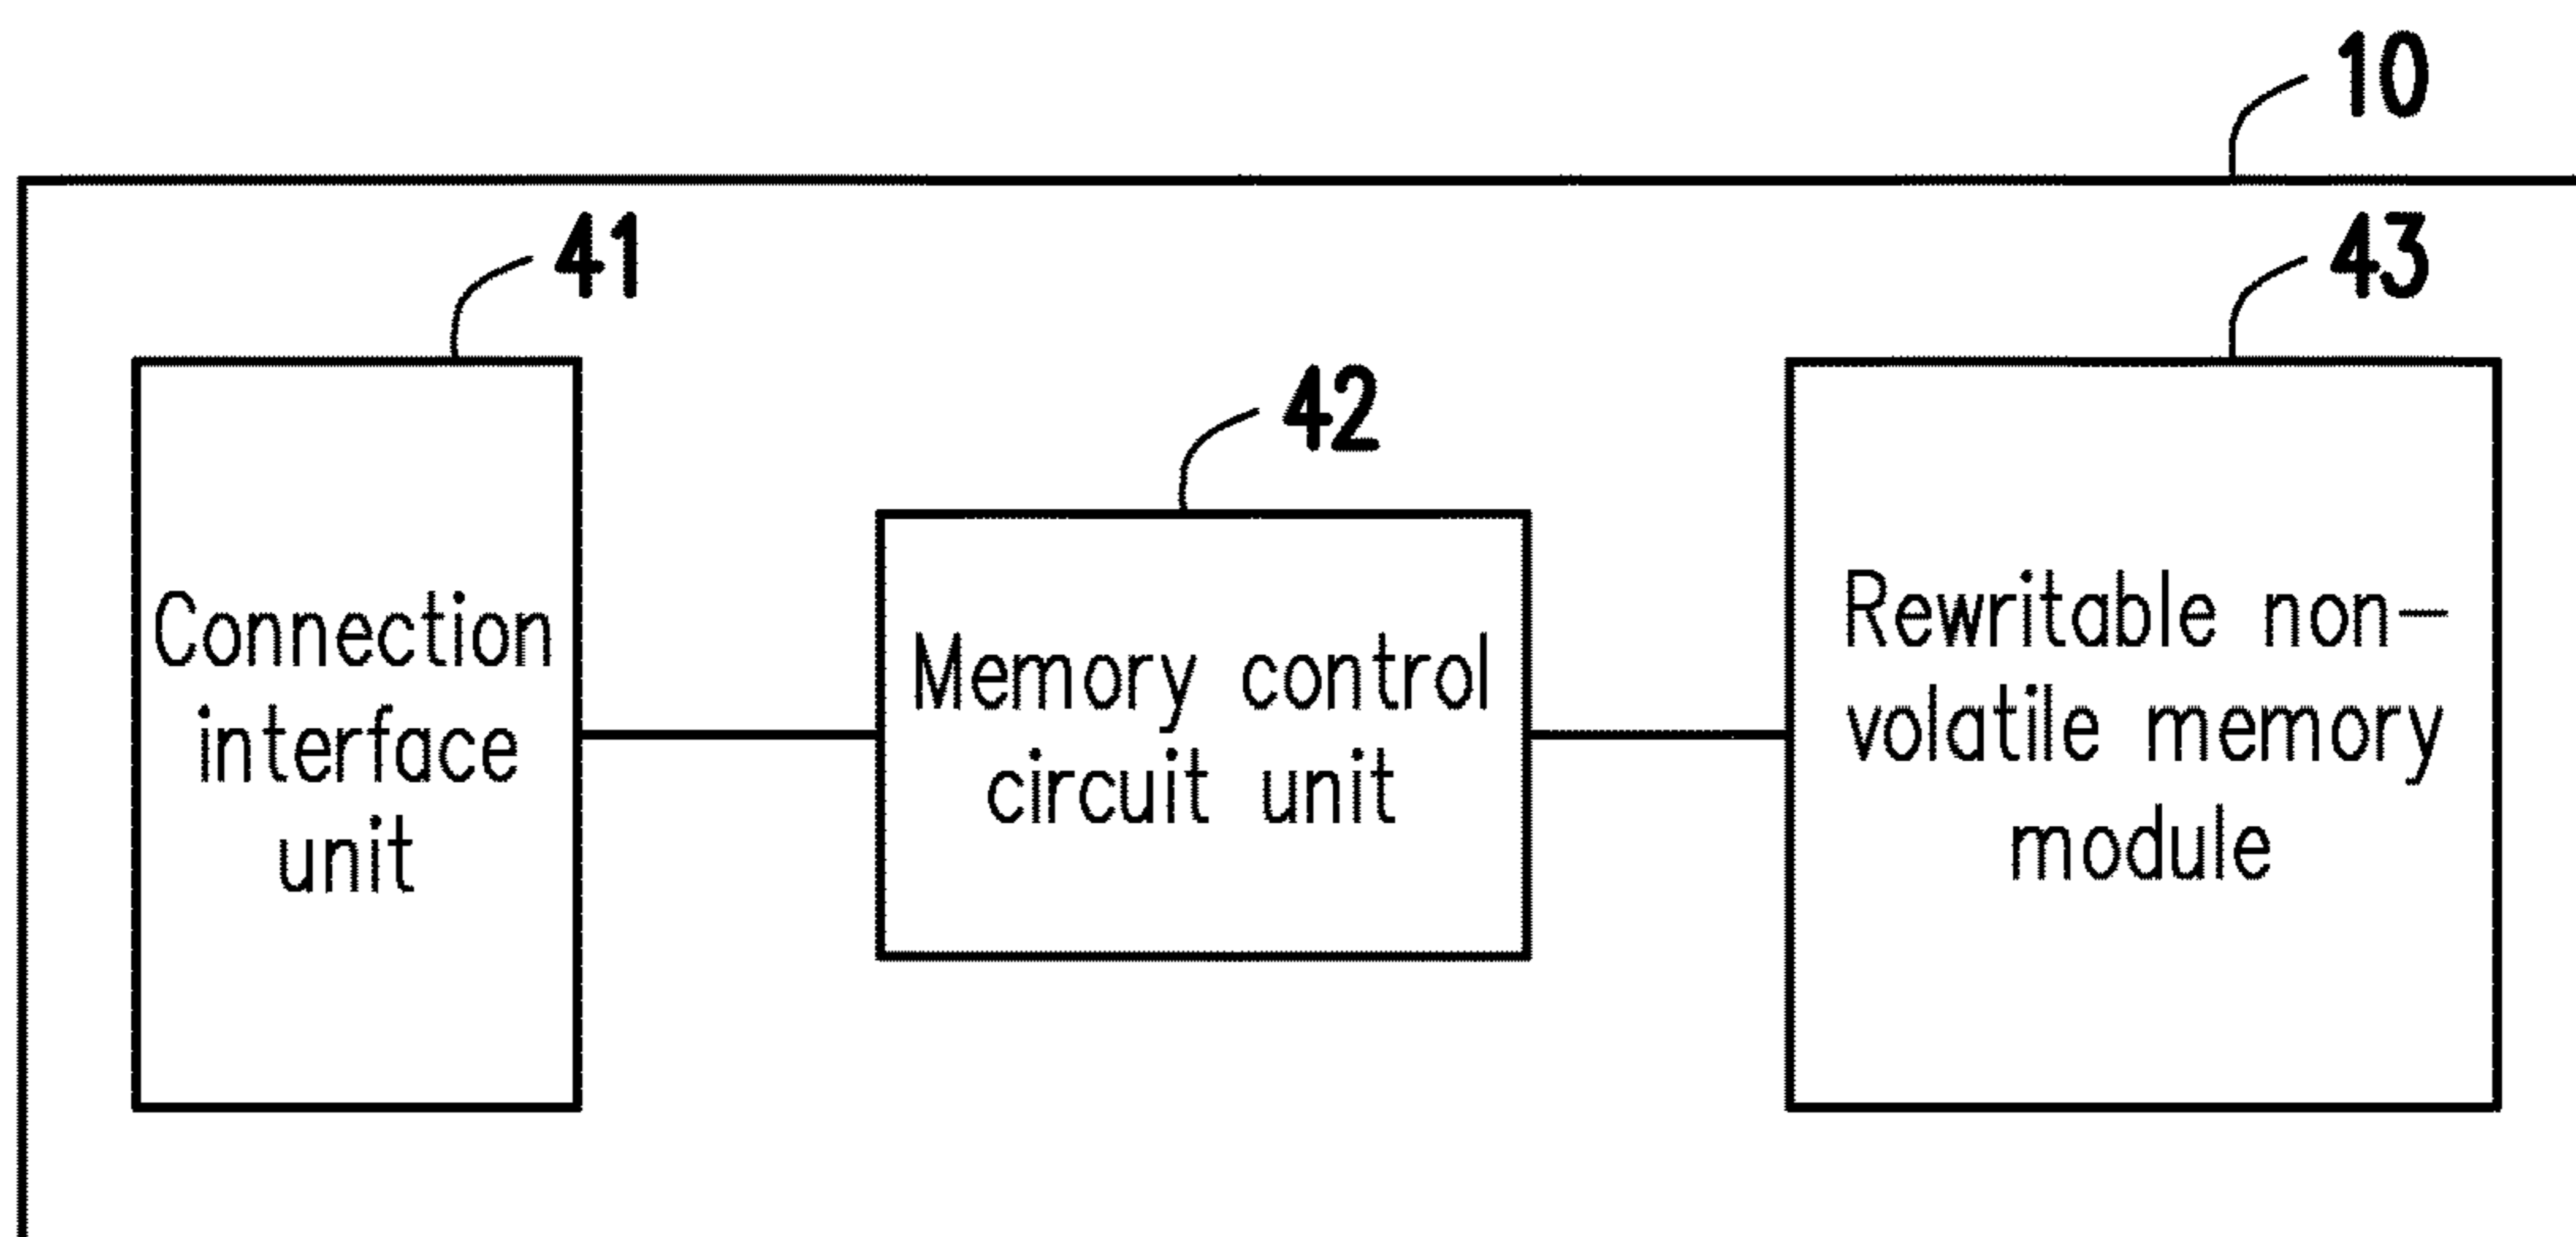 10
41
43
42
Connection
interface
unit
Memory control
circuit unit
Rewritable non-
volatile memory
module